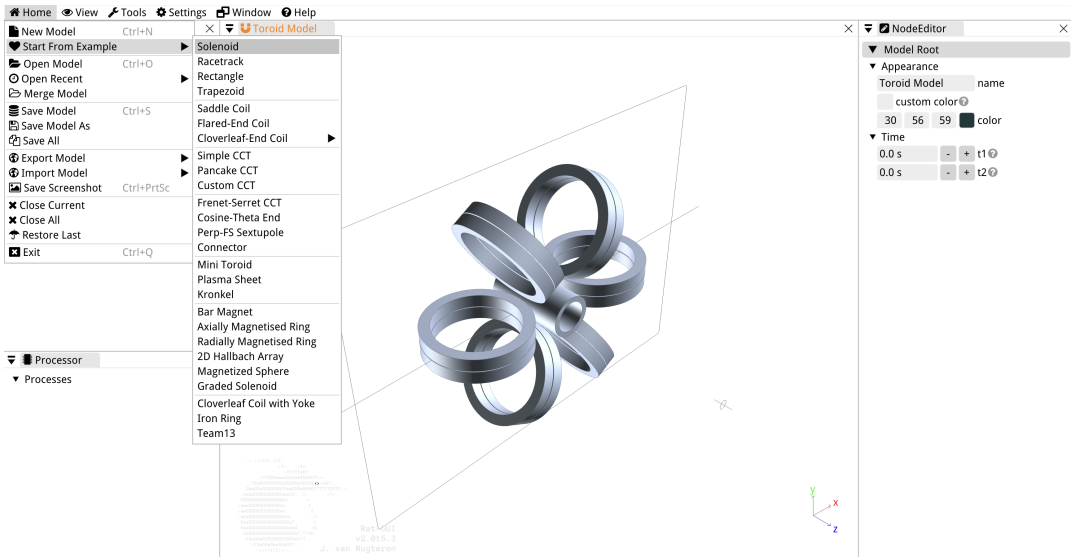 Home View Tools Settings Window Help
New Model Ctrl+N
Start From Example
Open Model Ctrl+O
Open Recent
Merge Model
Save Model Ctrl+S
Save Model As
Save All
Export Model
Import Model
Save Screenshot Ctrl+PrtSc
Close Current
Close All
Restore Last
Exit Ctrl+Q
Solenoid
Racetrack
Rectangle
Trapezoid
Saddle Coil
Flared-End Coil
Cloverleaf-End Coil
Simple CCT
Pancake CCT
Custom CCT
Frenet-Serret CCT
Cosine-Theta End
Perp-FS Sextupole
Connector
Mini Toroid
Plasma Sheet
Kronkel
Bar Magnet
Axially Magnetised Ring
Radially Magnetised Ring
2D Hallbach Array
Magnetized Sphere
Graded Solenoid
Cloverleaf Coil with Yoke
Iron Ring
Team13
Processor
Processes
Toroid Model
Rat-GUI
v2.015.3
J. van Nugteren
y
x
z
NodeEditor
Model Root
Appearance
Toroid Model name
custom color
30 56 59 color
Time
0.0 s - + t1
0.0 s - + t2